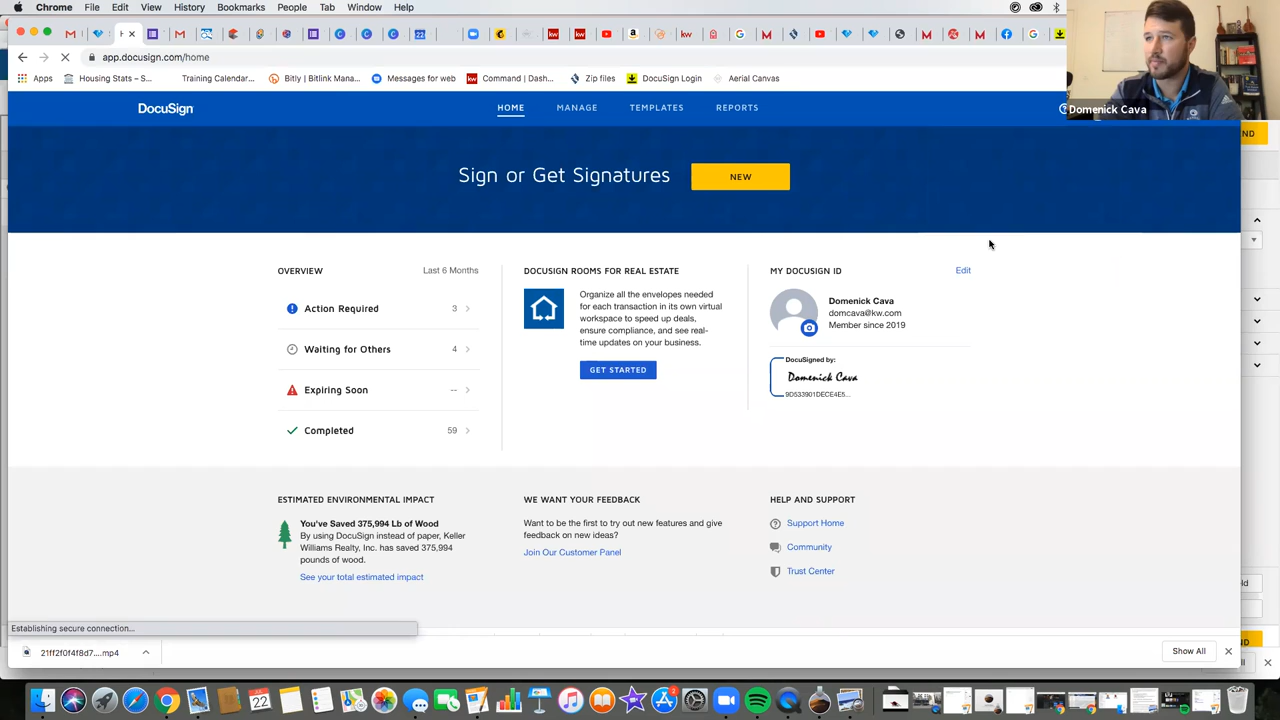 Chrome File Edit View History Bookmarks People Tab Window Help
app.docusign.com/home
Apps Housing Stats – S... Training Calendar... Bitly | Bitlink Mana... Messages for web Command | Dash... Zip files DocuSign Login Aerial Canvas
DocuSign HOME MANAGE TEMPLATES REPORTS
Domenick Cava
ND
Sign or Get Signatures NEW
OVERVIEW Last 6 Months
Action Required 3
Waiting for Others 4
Expiring Soon --
Completed 59
DOCUSIGN ROOMS FOR REAL ESTATE
Organize all the envelopes needed
for each transaction in its own virtual
workspace to speed up deals,
ensure compliance, and see real-
time updates on your business.
GET STARTED
MY DOCUSIGN ID Edit
Domenick Cava
domcava@kw.com
Member since 2019
DocuSigned by:
Domenick Cava
9D533901DECE4E5...
ESTIMATED ENVIRONMENTAL IMPACT
You've Saved 375,994 Lb of Wood
By using DocuSign instead of paper, Keller
Williams Realty, Inc. has saved 375,994
pounds of wood.
See your total estimated impact
WE WANT YOUR FEEDBACK
Want to be the first to try out new features and give
feedback on new ideas?
Join Our Customer Panel
HELP AND SUPPORT
Support Home
Community
Trust Center
Establishing secure connection...
21ff2f0f4f8d7....mp4 Show All
22